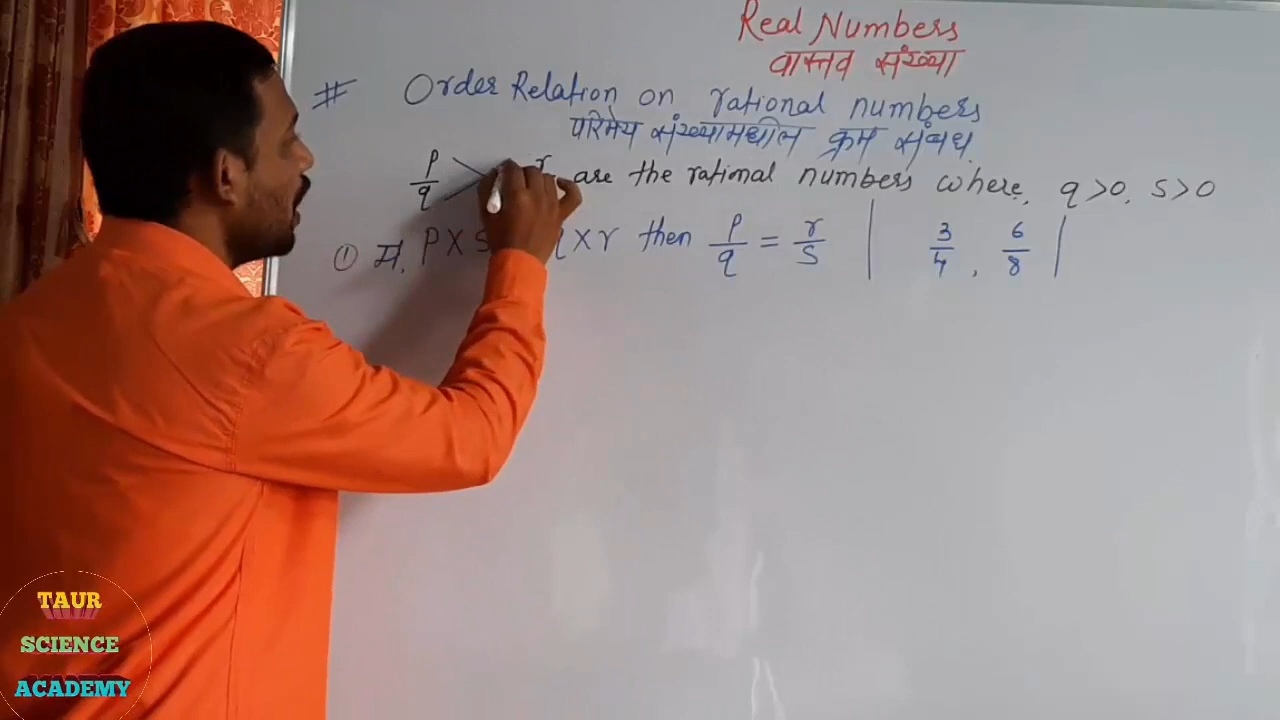 Real Numbers
वास्तव संख्या
# Order Relation on rational numbers
परिमेय संख्यामधील क्रम संबंध
p/q r are the rational numbers where, q>0, s>0
① म. P×S q×r then p/q = r/s | 3/4, 6/8 |
TAUR
SCIENCE
ACADEMY